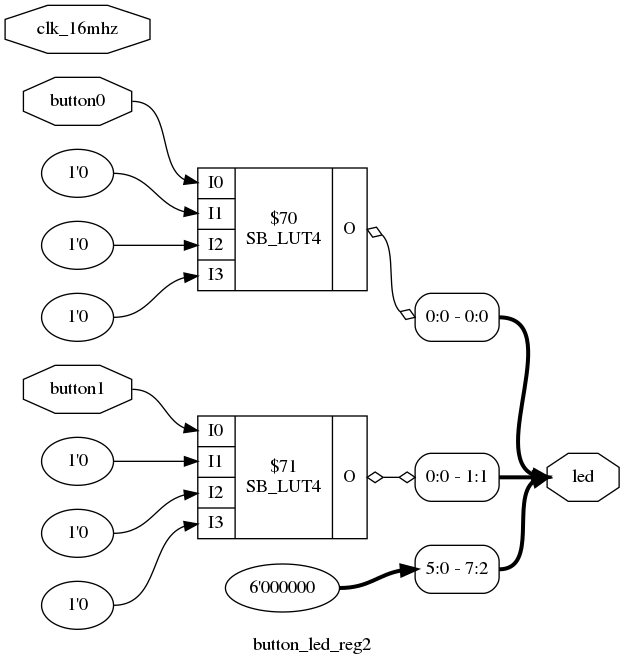 clk_16mhz
button0
1'0
1'0
1'0
I0
I1
I2
I3
$70
SB_LUT4
O
0:0 - 0:0
button1
1'0
1'0
1'0
I0
I1
I2
I3
$71
SB_LUT4
O
0:0 - 1:1
led
6'000000
5:0 - 7:2
button_led_reg2